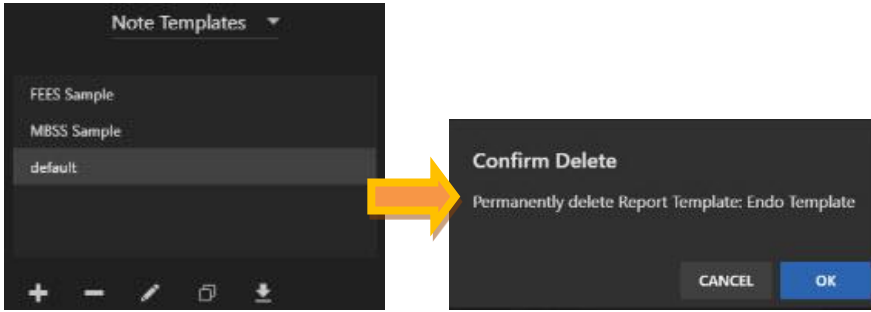 Note Templates
FEES Sample
MBSS Sample
default
Confirm Delete
Permanently delete Report Template: Endo Template
CANCEL
OK